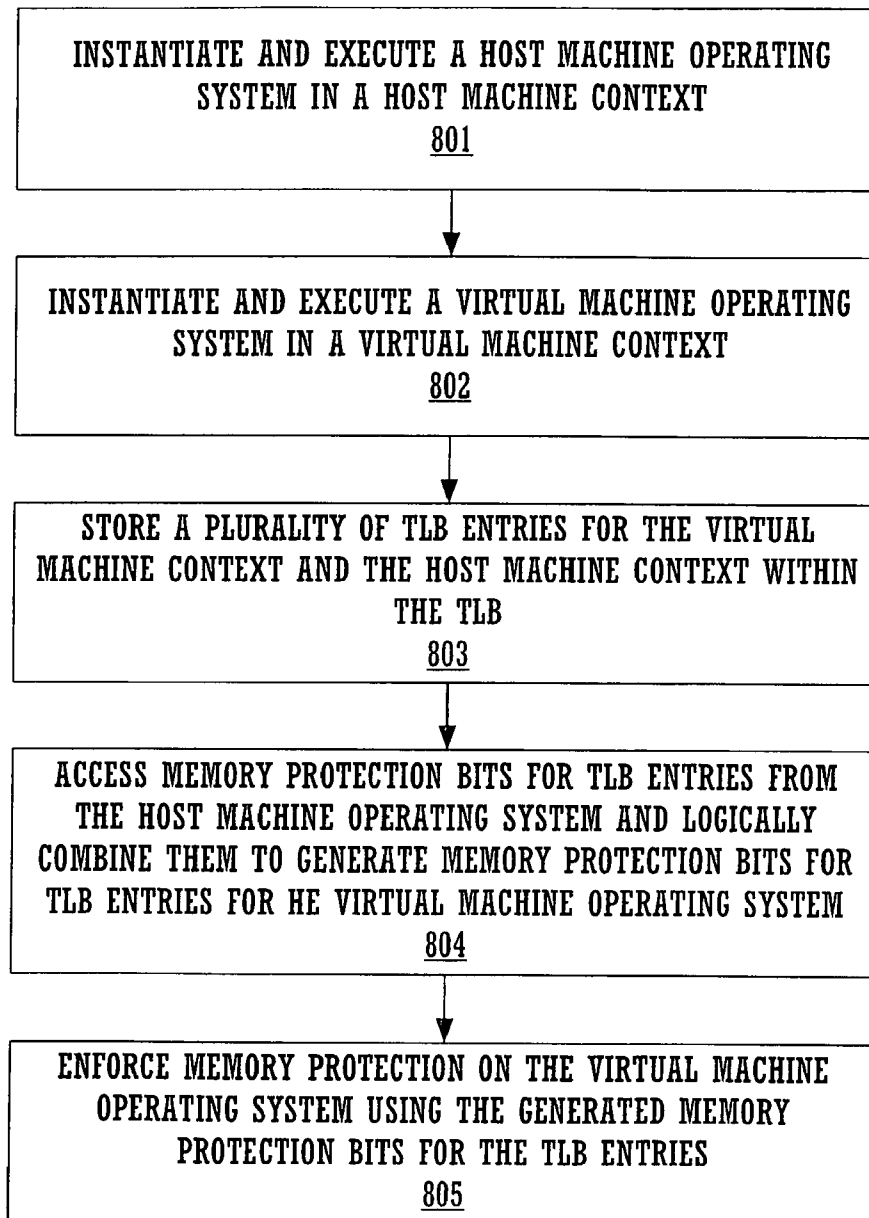 INSTANTIATE AND EXECUTE A HOST MACHINE OPERATING
SYSTEM IN A HOST MACHINE CONTEXT
801
INSTANTIATE AND EXECUTE A VIRTUAL MACHINE OPERATING
SYSTEM IN A VIRTUAL MACHINE CONTEXT
802
STORE A PLURALITY OF TLB ENTRIES FOR THE VIRTUAL
MACHINE CONTEXT AND THE HOST MACHINE CONTEXT WITHIN
THE TLB
803
ACCESS MEMORY PROTECTION BITS FOR TLB ENTRIES FROM
THE HOST MACHINE OPERATING SYSTEM AND LOGICALLY
COMBINE THEM TO GENERATE MEMORY PROTECTION BITS FOR
TLB ENTRIES FOR HE VIRTUAL MACHINE OPERATING SYSTEM
804
ENFORCE MEMORY PROTECTION ON THE VIRTUAL MACHINE
OPERATING SYSTEM USING THE GENERATED MEMORY
PROTECTION BITS FOR THE TLB ENTRIES
805